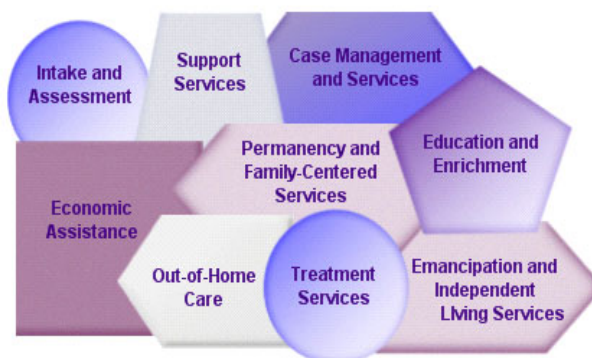 Intake and
Assessment
Support
Services
Case Management
and Services
Education and
Enrichment
Permanency and
Family-Centered
Services
Economic
Assistance
Out-of-Home
Care
Treatment
Services
Emancipation and
Independent
LIving Services